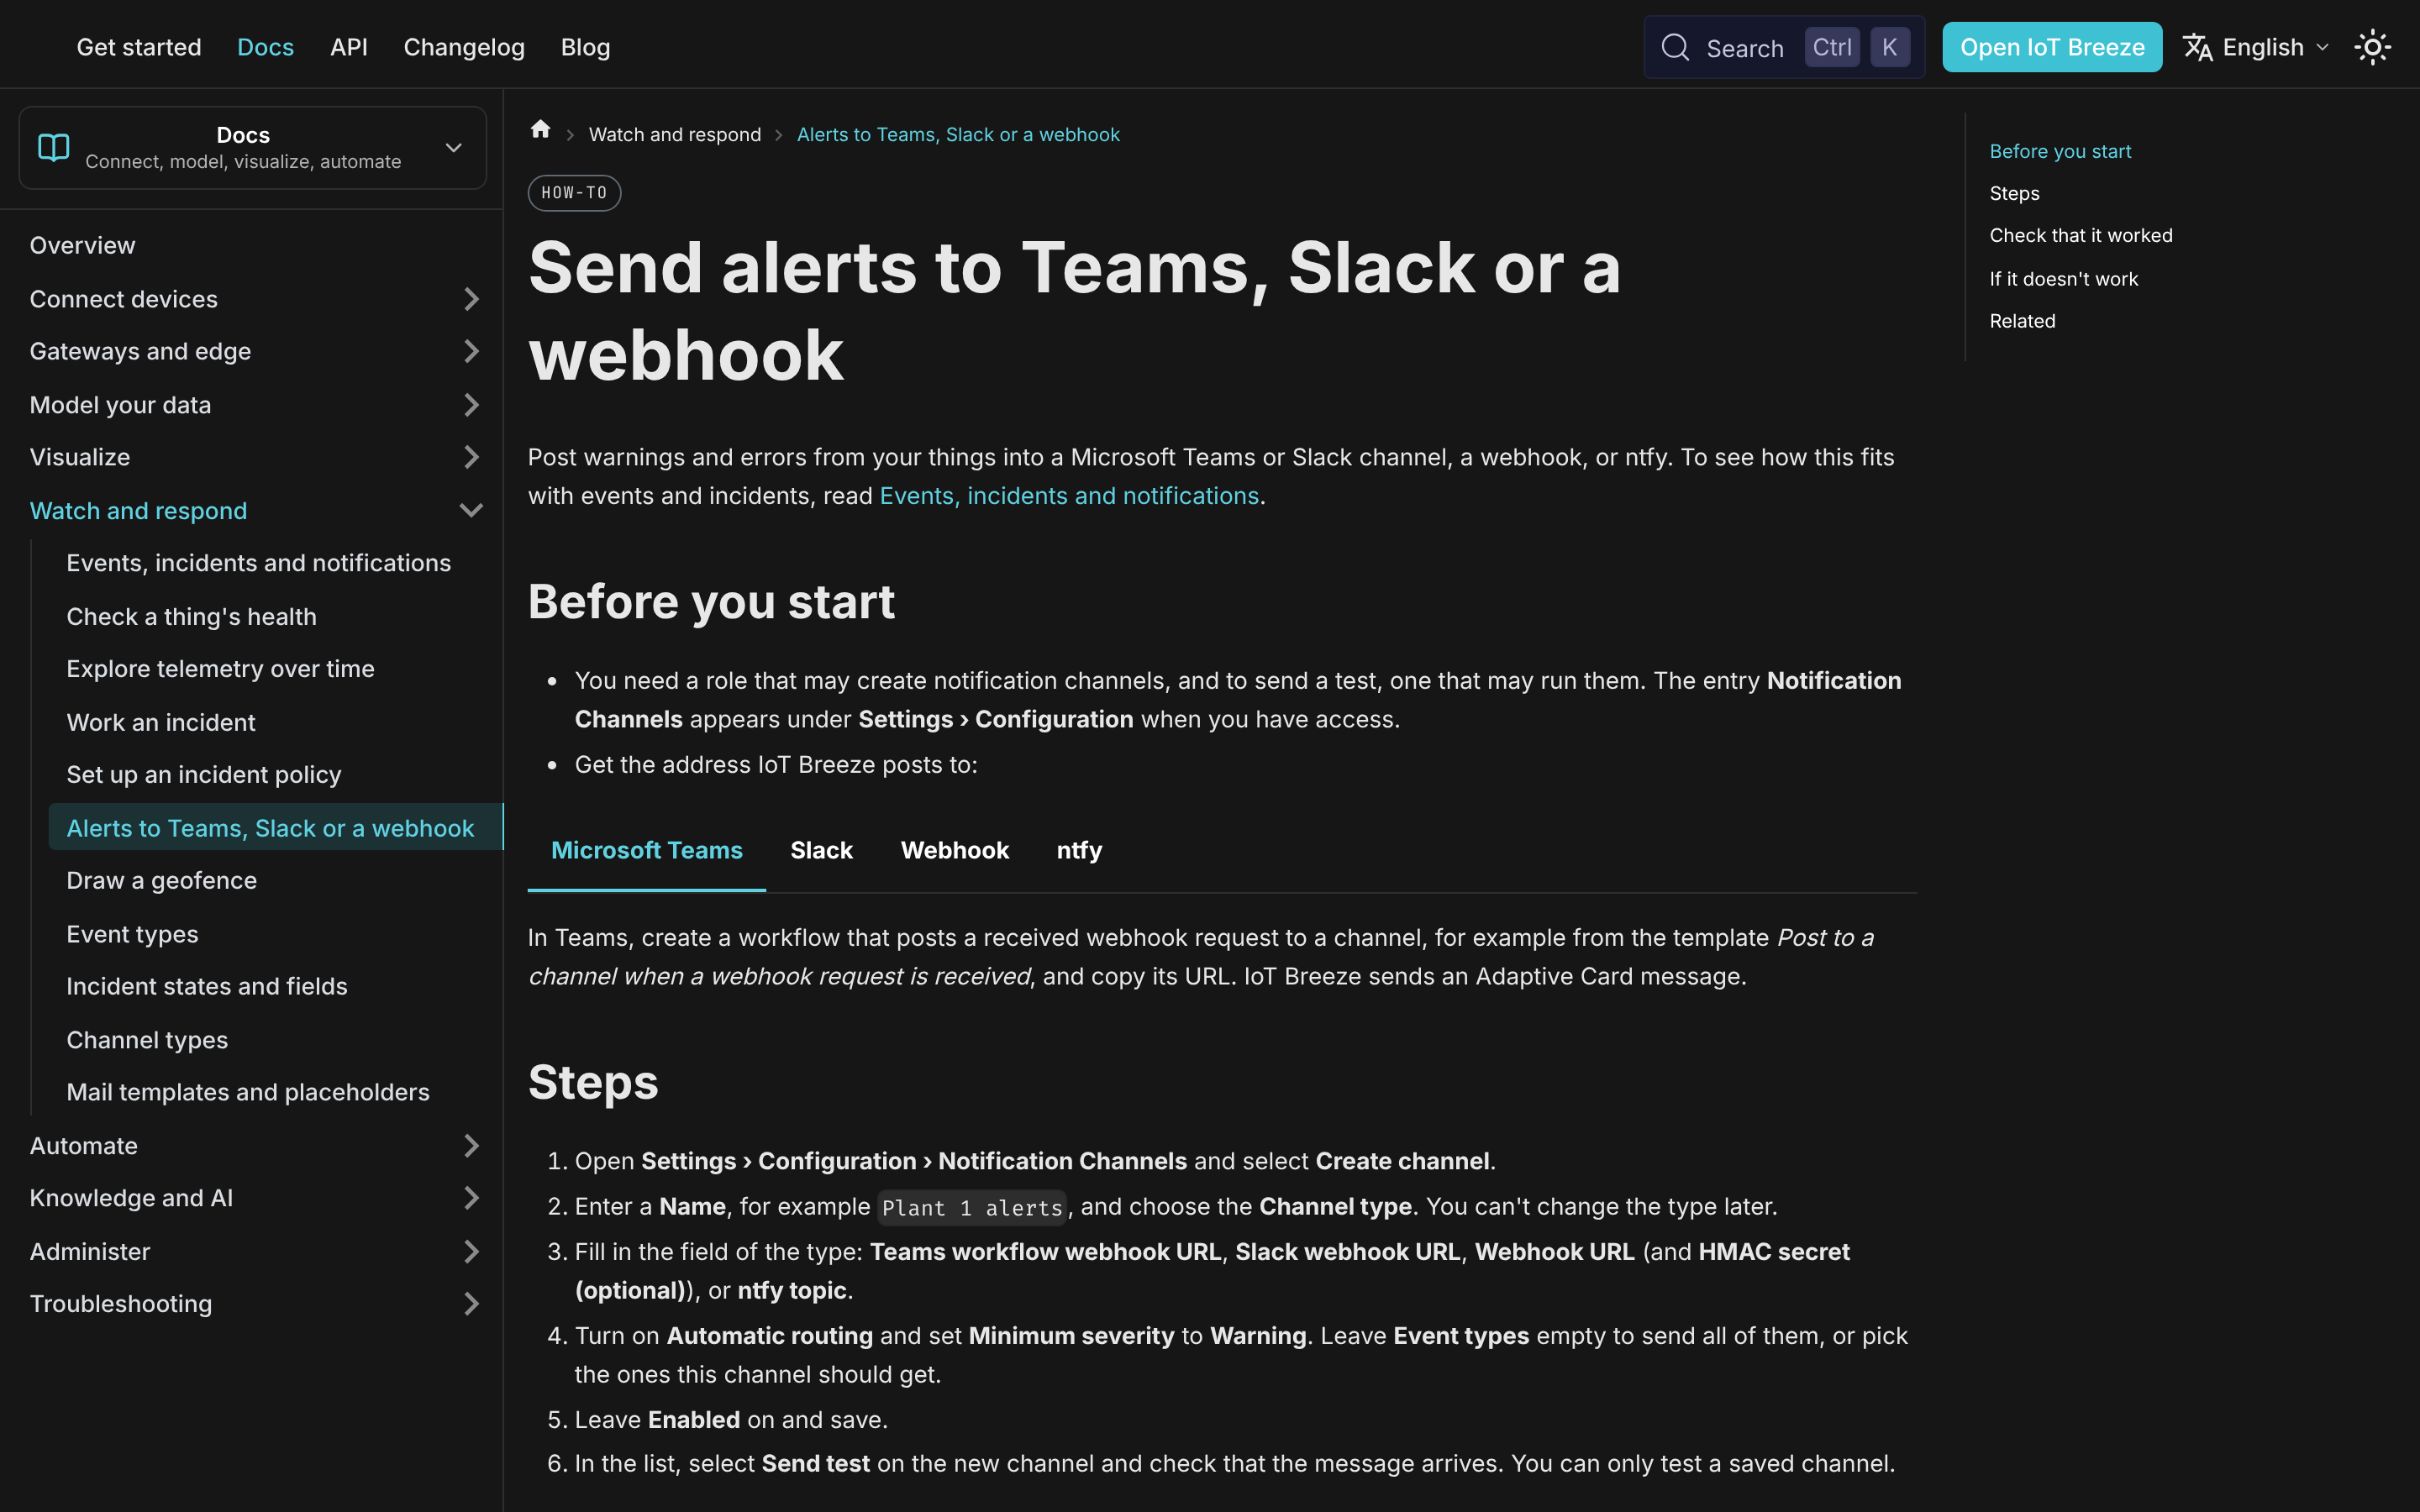 Get started
Docs
API
Changelog
Blog
Search
Ctrl
K
Open IoT Breeze
English
Docs
Connect, model, visualize, automate
Overview
Connect devices
Gateways and edge
Model your data
Visualize
Watch and respond
Events, incidents and notifications
Check a thing's health
Explore telemetry over time
Work an incident
Set up an incident policy
Alerts to Teams, Slack or a webhook
Draw a geofence
Event types
Incident states and fields
Channel types
Mail templates and placeholders
Automate
Knowledge and AI
Administer
Troubleshooting
Watch and respond
Alerts to Teams, Slack or a webhook
HOW-TO
Send alerts to Teams, Slack or a
webhook
Post warnings and errors from your things into a Microsoft Teams or Slack channel, a webhook, or ntfy. To see how this fits
with events and incidents, read Events, incidents and notifications.
Before you start
• You need a role that may create notification channels, and to send a test, one that may run them. The entry Notification
Channels appears under Settings › Configuration when you have access.
• Get the address IoT Breeze posts to:
Microsoft Teams
Slack
Webhook
ntfy
In Teams, create a workflow that posts a received webhook request to a channel, for example from the template Post to a
channel when a webhook request is received, and copy its URL. IoT Breeze sends an Adaptive Card message.
Steps
1. Open Settings › Configuration › Notification Channels and select Create channel.
2. Enter a Name, for example Plant 1 alerts, and choose the Channel type. You can't change the type later.
3. Fill in the field of the type: Teams workflow webhook URL, Slack webhook URL, Webhook URL (and HMAC secret
(optional)), or ntfy topic.
4. Turn on Automatic routing and set Minimum severity to Warning. Leave Event types empty to send all of them, or pick
the ones this channel should get.
5. Leave Enabled on and save.
6. In the list, select Send test on the new channel and check that the message arrives. You can only test a saved channel.
Before you start
Steps
Check that it worked
If it doesn't work
Related